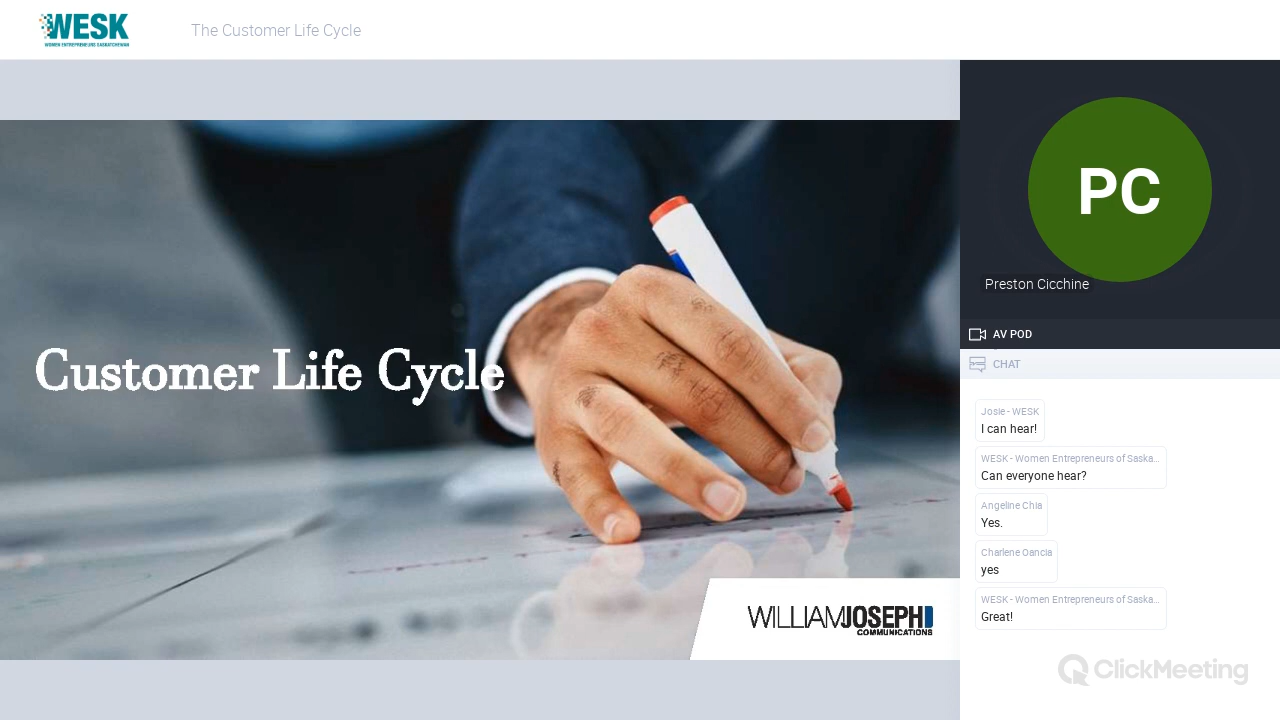 WESK
WOMEN ENTREPRENEURS SASKATCHEWAN
The Customer Life Cycle
Customer Life Cycle
WILLIAMJOSEPH
COMMUNICATIONS
PC
Preston Cicchine
AV POD
CHAT
Josie - WESK
I can hear!
WESK - Women Entrepreneurs of Saska...
Can everyone hear?
Angeline Chia
Yes.
Charlene Oancia
yes
WESK - Women Entrepreneurs of Saska...
Great!
ClickMeeting